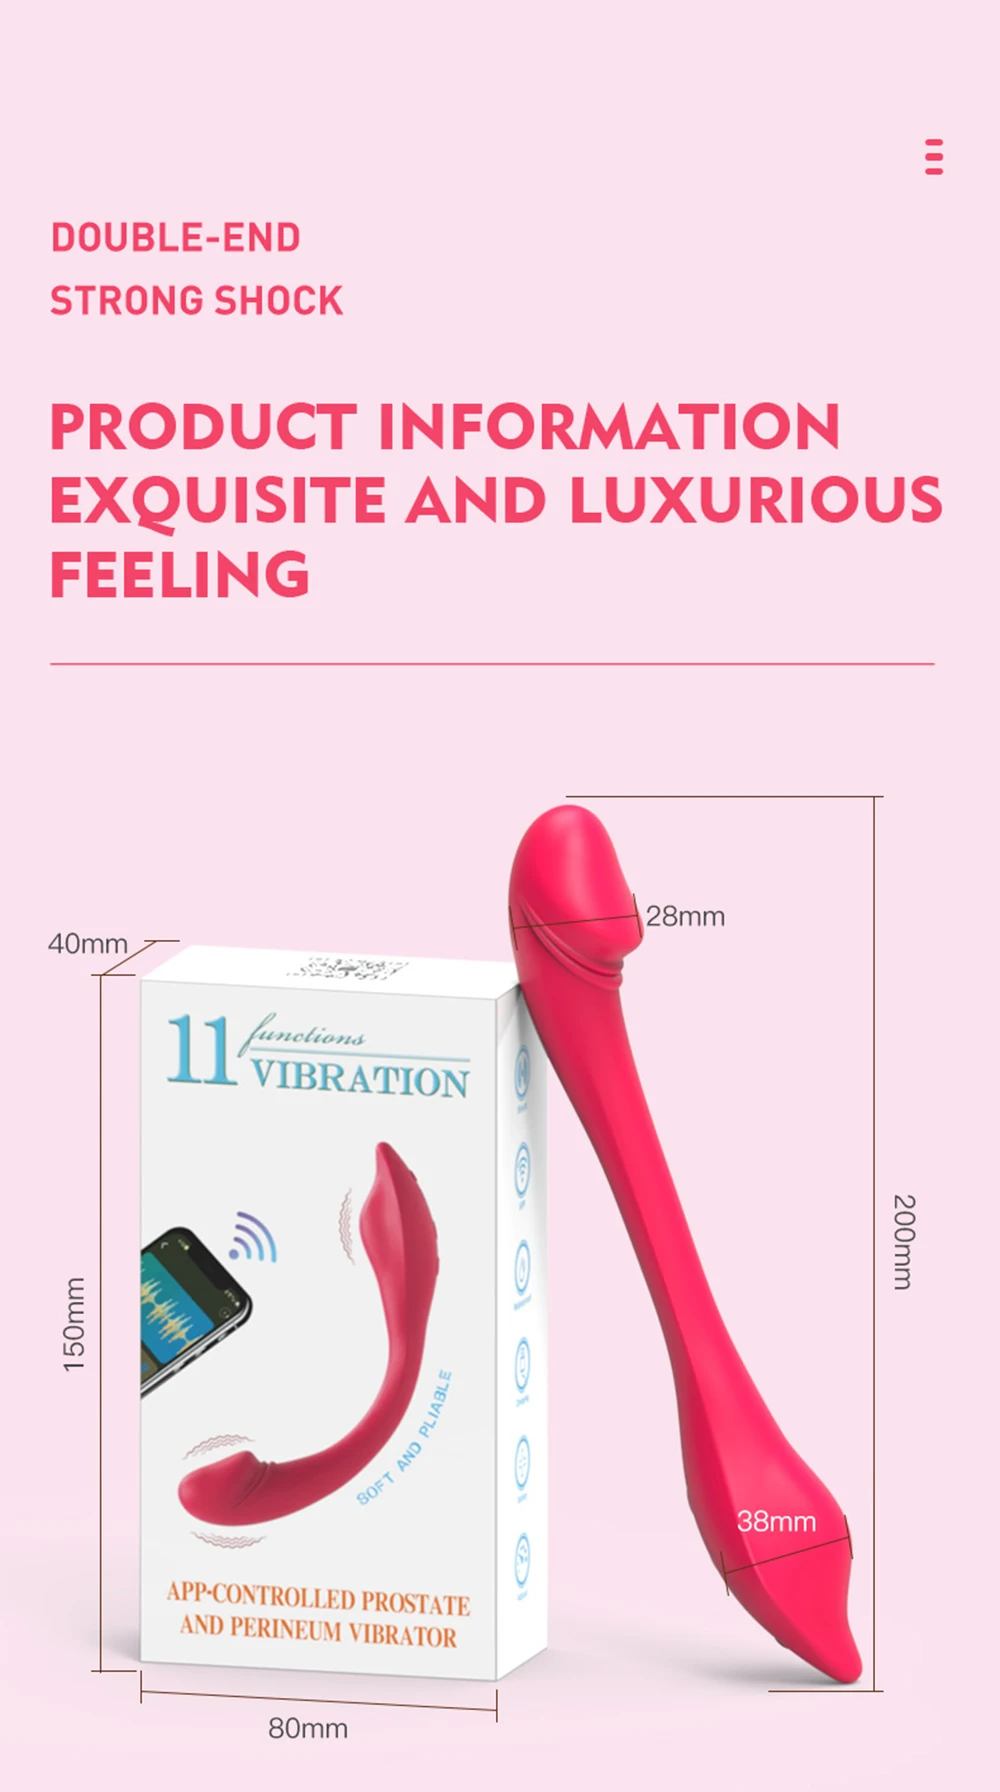 DOUBLE-END
STRONG SHOCK
PRODUCT INFORMATION
EXQUISITE AND LUXURIOUS
FEELING
28mm
40mm
11 functions
VIBRATION
200mm
150mm
SOFT AND PLIABLE
38mm
APP-CONTROLLED PROSTATE
AND PERINEUM VIBRATOR
80mm